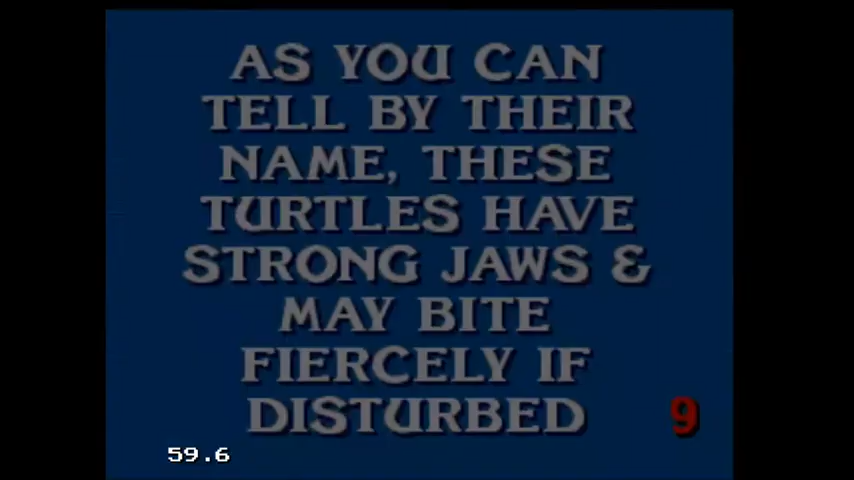 AS YOU CAN
TELL BY THEIR
NAME, THESE
TURTLES HAVE
STRONG JAWS &
MAY BITE
FIERCELY IF
DISTURBED
9
59.6